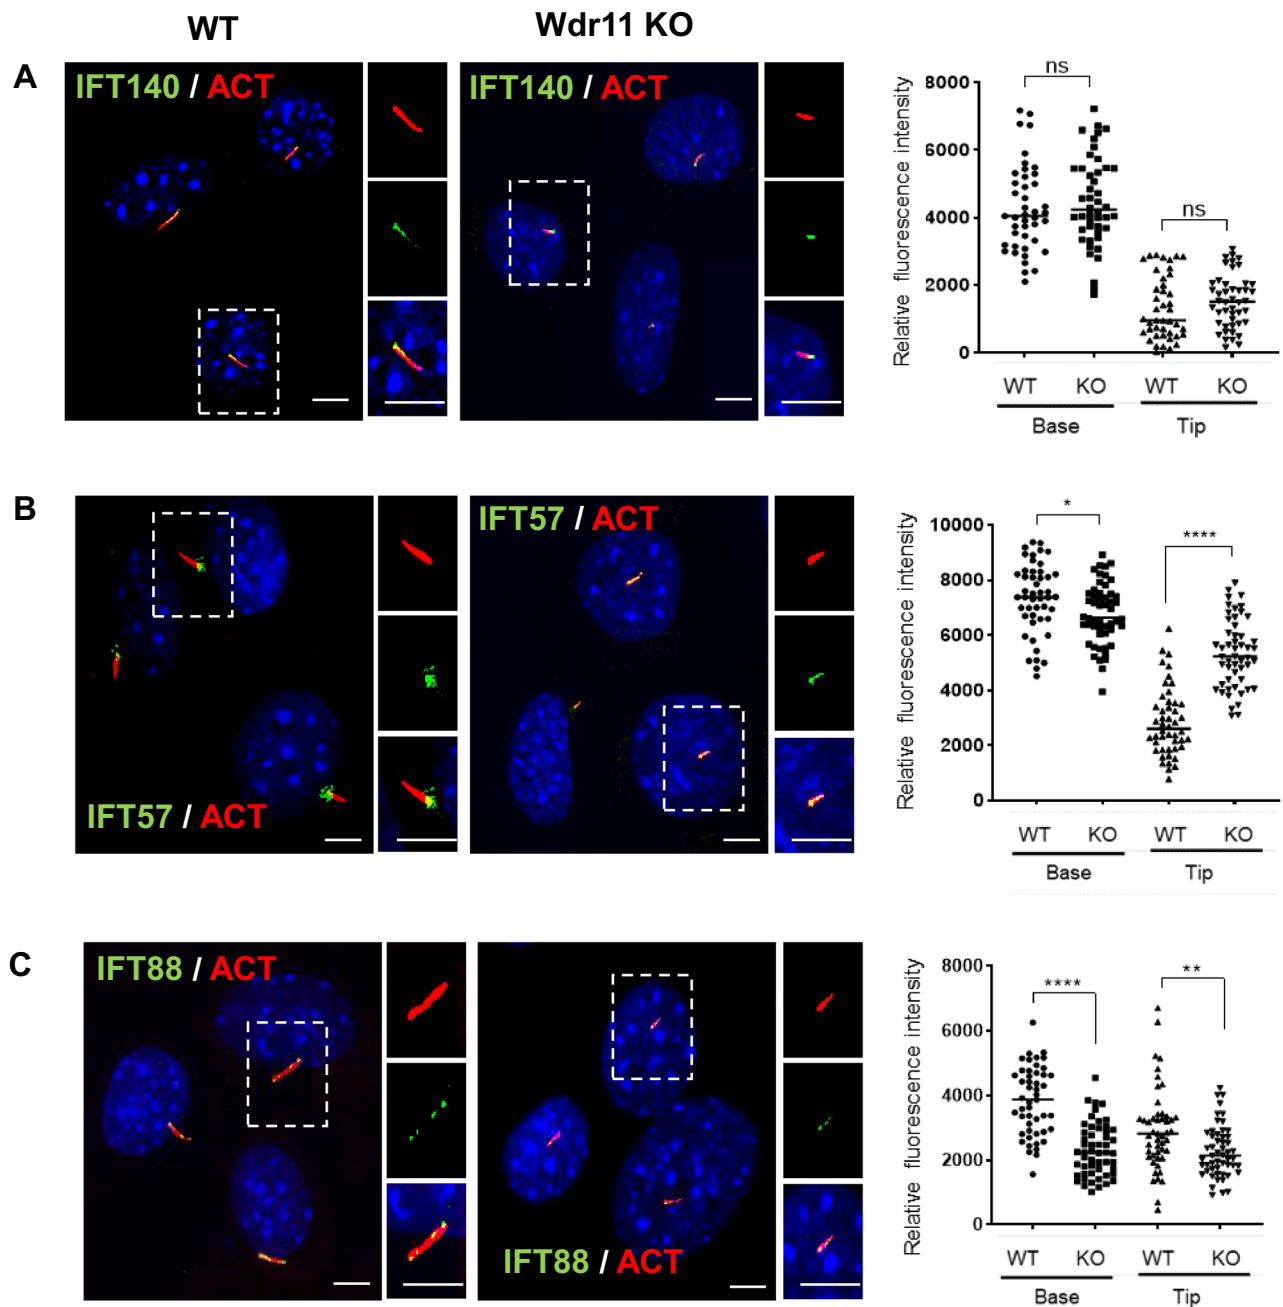 WT
Wdr11 KO
A
IFT140 / ACT
IFT140 / ACT
Relative fluorescence intensity
8000
6000
4000
2000
0
ns
ns
WT
KO
WT
KO
Base
Tip
B
IFT57 / ACT
IFT57 / ACT
Relative fluorescence intensity
10000
8000
6000
4000
2000
0
*
****
WT
KO
WT
KO
Base
Tip
C
IFT88 / ACT
IFT88 / ACT
Relative fluorescence intensity
8000
6000
4000
2000
0
****
**
WT
KO
WT
KO
Base
Tip